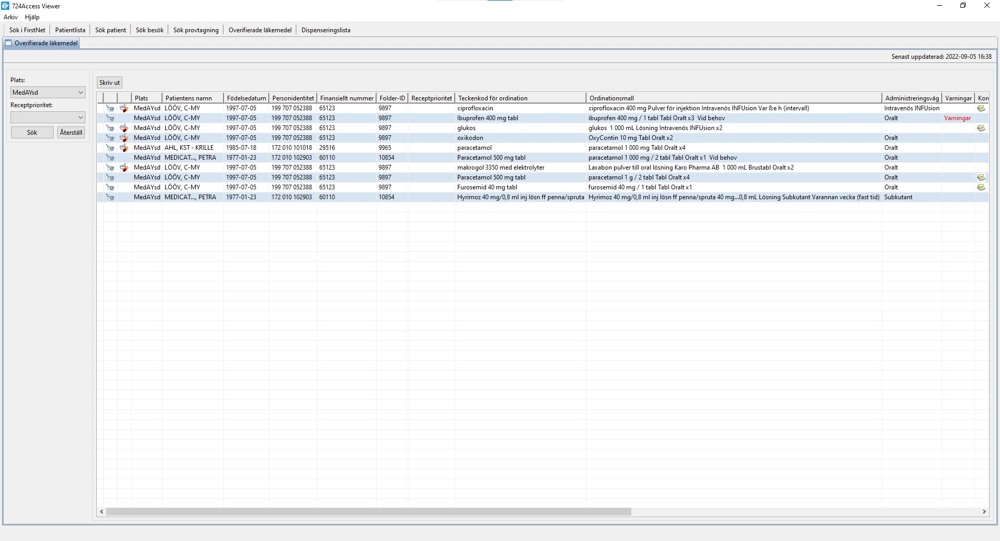 724Access Viewer
Arkiv Hjälp
Sök i FirstNet Patientlista Sök patient Sök besök Sök provtagning Overifierade läkemedel Dispenseringslista
Overifierade läkemedel
Senast uppdaterad: 2022-09-05 16:38
Plats:
MedAYsd
Receptprioritet:
Sök Återställ
Skriv ut
Plats Patientens namn Födelsedatum Personidentitet Finansiellt nummer Folder-ID Receptprioritet Teckenkod för ordination Ordinationsmall Administreringsväg Varningar Kon
MedAYsd LÖÖV, C-MY 1997-07-05 199 707 052388 65123 9897 ciprofloxacin ciprofloxacin 400 mg Pulver för injektion Intravenös INFUsion Var 8:e h (intervall) Intravenös INFUsion
MedAYsd LÖÖV, C-MY 1997-07-05 199 707 052388 65123 9897 Ibuprofen 400 mg tabl ibuprofen 400 mg / 1 tabl Tabl Oralt x3 Vid behov Oralt Varningar
MedAYsd LÖÖV, C-MY 1997-07-05 199 707 052388 65123 9897 glukos glukos 1 000 mL Lösning Intravenös INFUsion x2
MedAYsd LÖÖV, C-MY 1997-07-05 199 707 052388 65123 9897 oxikodon OxyContin 10 mg Tabl Oralt x2 Oralt
MedAYsd AHL, KST - KRILLE 1985-07-18 172 010 101018 29516 9965 paracetamol paracetamol 1 000 mg Tabl Oralt x4 Oralt
MedAYsd MEDICAT..., PETRA 1977-01-23 172 010 102903 60110 10854 Paracetamol 500 mg tabl paracetamol 1 000 mg / 2 tabl Tabl Oralt x1 Vid behov Oralt
MedAYsd LÖÖV, C-MY 1997-07-05 199 707 052388 65123 9897 makrogol 3350 med elektrolyter Laxabon pulver till oral lösning Karo Pharma AB 1 000 mL Brustabl Oralt x2 Oralt
MedAYsd LÖÖV, C-MY 1997-07-05 199 707 052388 65123 9897 Paracetamol 500 mg tabl paracetamol 1 g / 2 tabl Tabl Oralt x4 Oralt
MedAYsd LÖÖV, C-MY 1997-07-05 199 707 052388 65123 9897 Furosemid 40 mg tabl furosemid 40 mg / 1 tabl Tabl Oralt x1 Oralt
MedAYsd MEDICAT..., PETRA 1977-01-23 172 010 102903 60110 10854 Hyrimoz 40 mg/0,8 ml inj lösn ff penna/spruta Hyrimoz 40 mg/0,8 ml inj lösn ff penna/spruta 40 mg...0,8 mL Lösning Subkutant Varannan vecka (fast tid) Subkutant